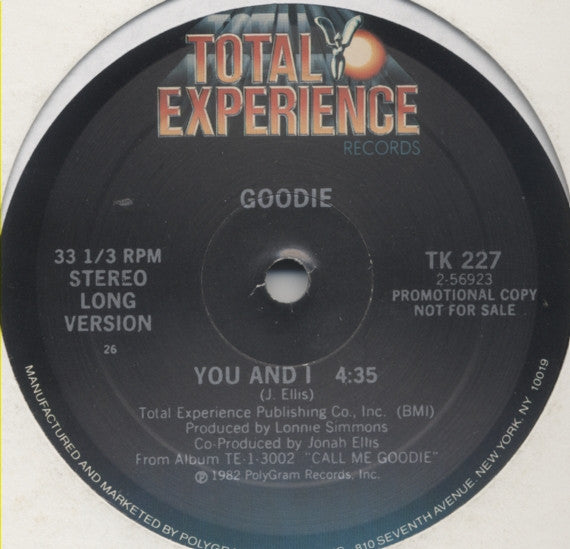 TOTAL
EXPERIENCE
RECORDS
GOODIE
33 1/3 RPM
STEREO
LONG
VERSION
26
TK 227
2-56923
PROMOTIONAL COPY
NOT FOR SALE
YOU AND I 4:35
(J. Ellis)
Total Experience Publishing Co., Inc. (BMI)
Produced by Lonnie Simmons
Co-Produced by Jonah Ellis
From Album TE-1-3002 "CALL ME GOODIE"
℗ 1982 PolyGram Records, Inc.
MANUFACTURED AND MARKETED BY POLYGR 810 SEVENTH AVENUE, NEW YORK, NY 10019